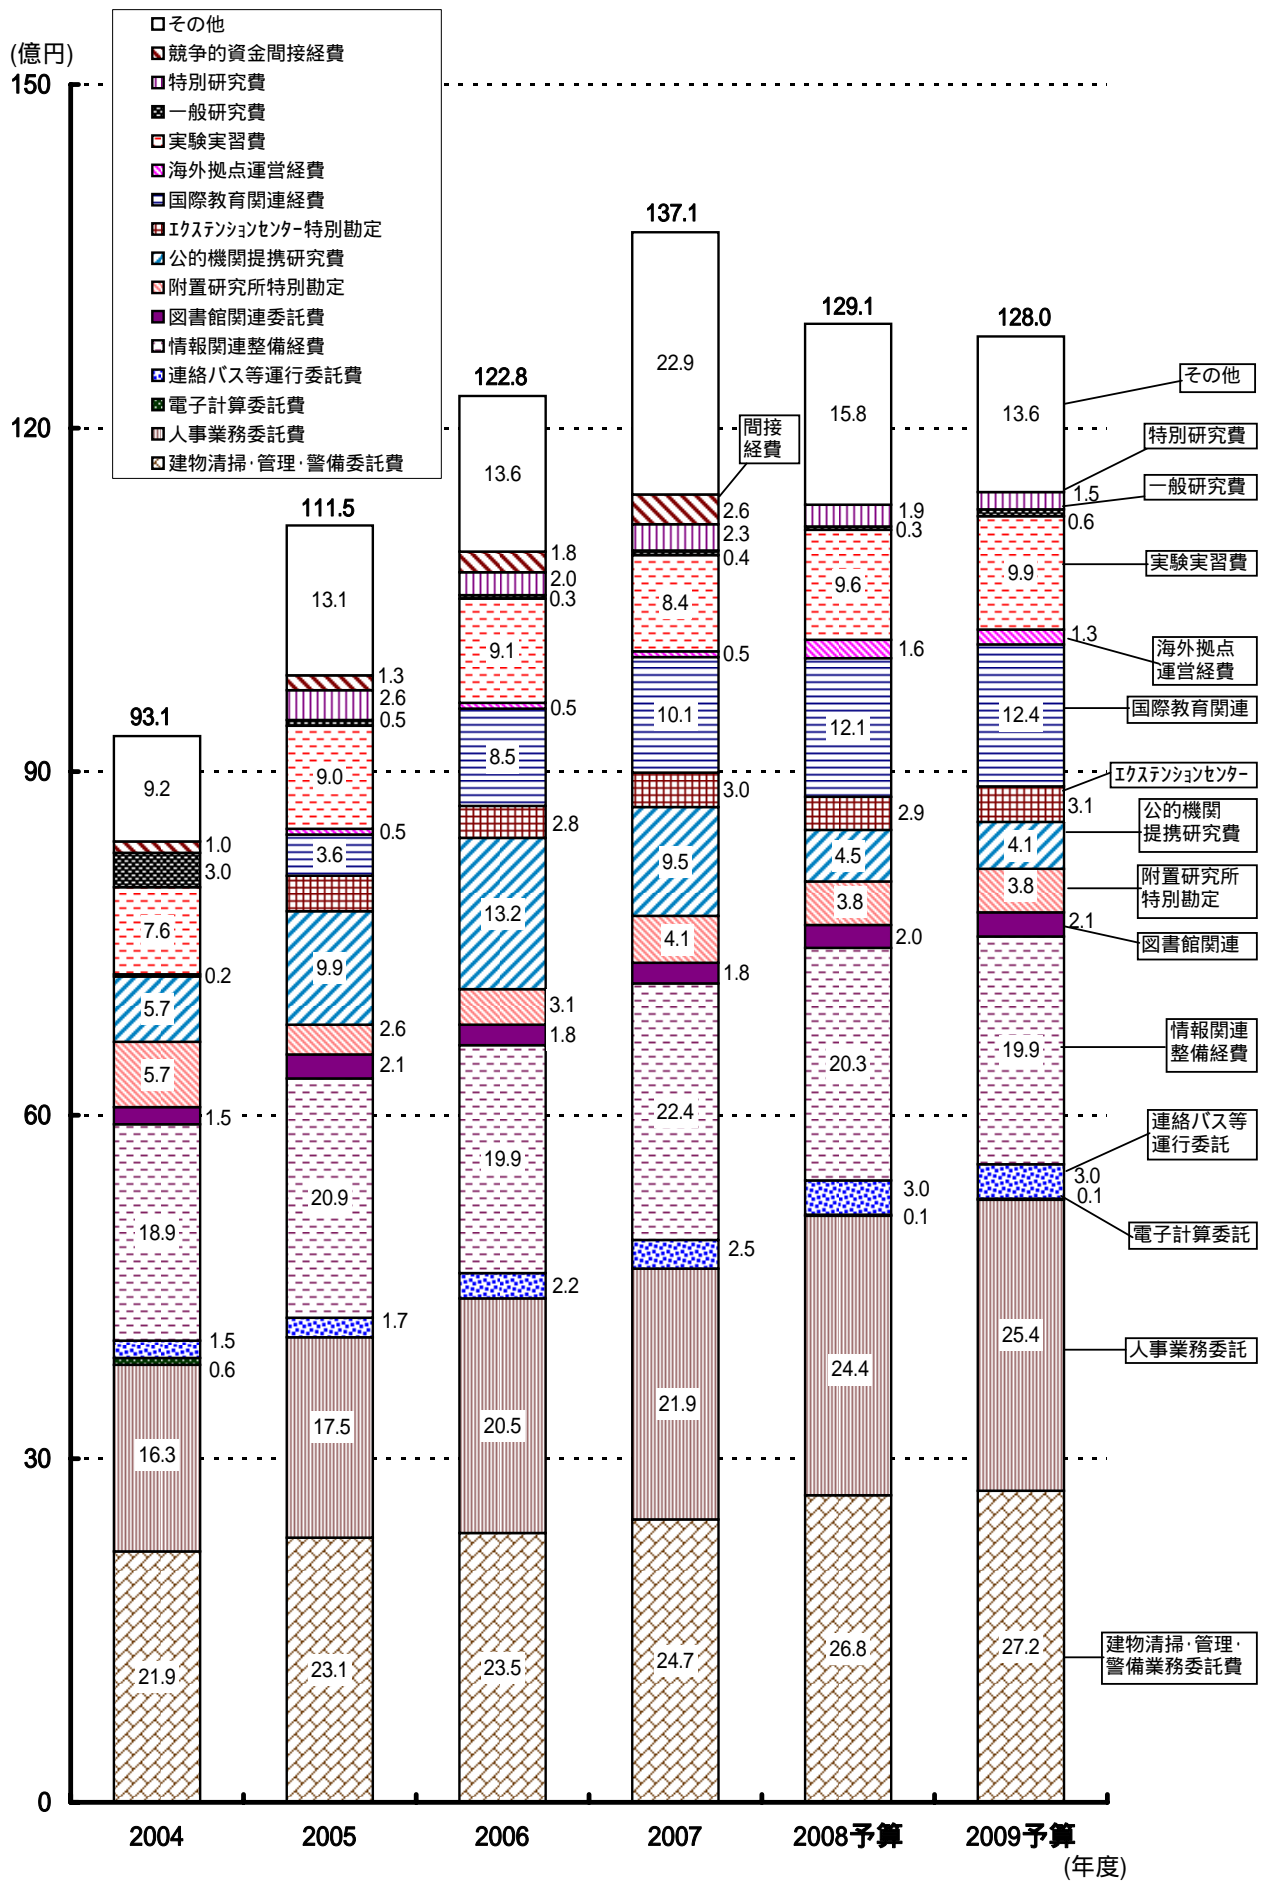 (億円)
その他
競争的資金間接経費
特別研究費
一般研究費
実験実習費
海外拠点運営経費
国際教育関連経費
ｴｸｽﾃﾝｼｮﾝｾﾝﾀｰ特別勘定
公的機関提携研究費
附置研究所特別勘定
図書館関連委託費
情報関連整備経費
連絡バス等運行委託費
電子計算委託費
人事業務委託費
建物清掃･管理･警備委託費
150
120
90
60
30
0
93.1
9.2
1.0
3.0
7.6
0.2
5.7
5.7
1.5
18.9
1.5
0.6
16.3
21.9
111.5
13.1
1.3
2.6
0.5
9.0
0.5
3.6
9.9
2.6
2.1
20.9
1.7
17.5
23.1
122.8
13.6
1.8
2.0
0.3
9.1
0.5
8.5
2.8
13.2
3.1
1.8
19.9
2.2
20.5
23.5
137.1
22.9
間接
経費
2.6
2.3
0.4
8.4
0.5
10.1
3.0
9.5
4.1
1.8
22.4
2.5
21.9
24.7
129.1
15.8
1.9
0.3
9.6
1.6
12.1
2.9
4.5
3.8
2.0
20.3
3.0
0.1
24.4
26.8
128.0
13.6
1.5
0.6
9.9
1.3
12.4
3.1
4.1
3.8
2.1
19.9
3.0
0.1
25.4
27.2
その他
特別研究費
一般研究費
実験実習費
海外拠点
運営経費
国際教育関連
ｴｸｽﾃﾝｼｮﾝｾﾝﾀｰ
公的機関
提携研究費
附置研究所
特別勘定
図書館関連
情報関連
整備経費
連絡バス等
運行委託
電子計算委託
人事業務委託
建物清掃･管理･
警備業務委託費
2004
2005
2006
2007
2008予算
2009予算
(年度)